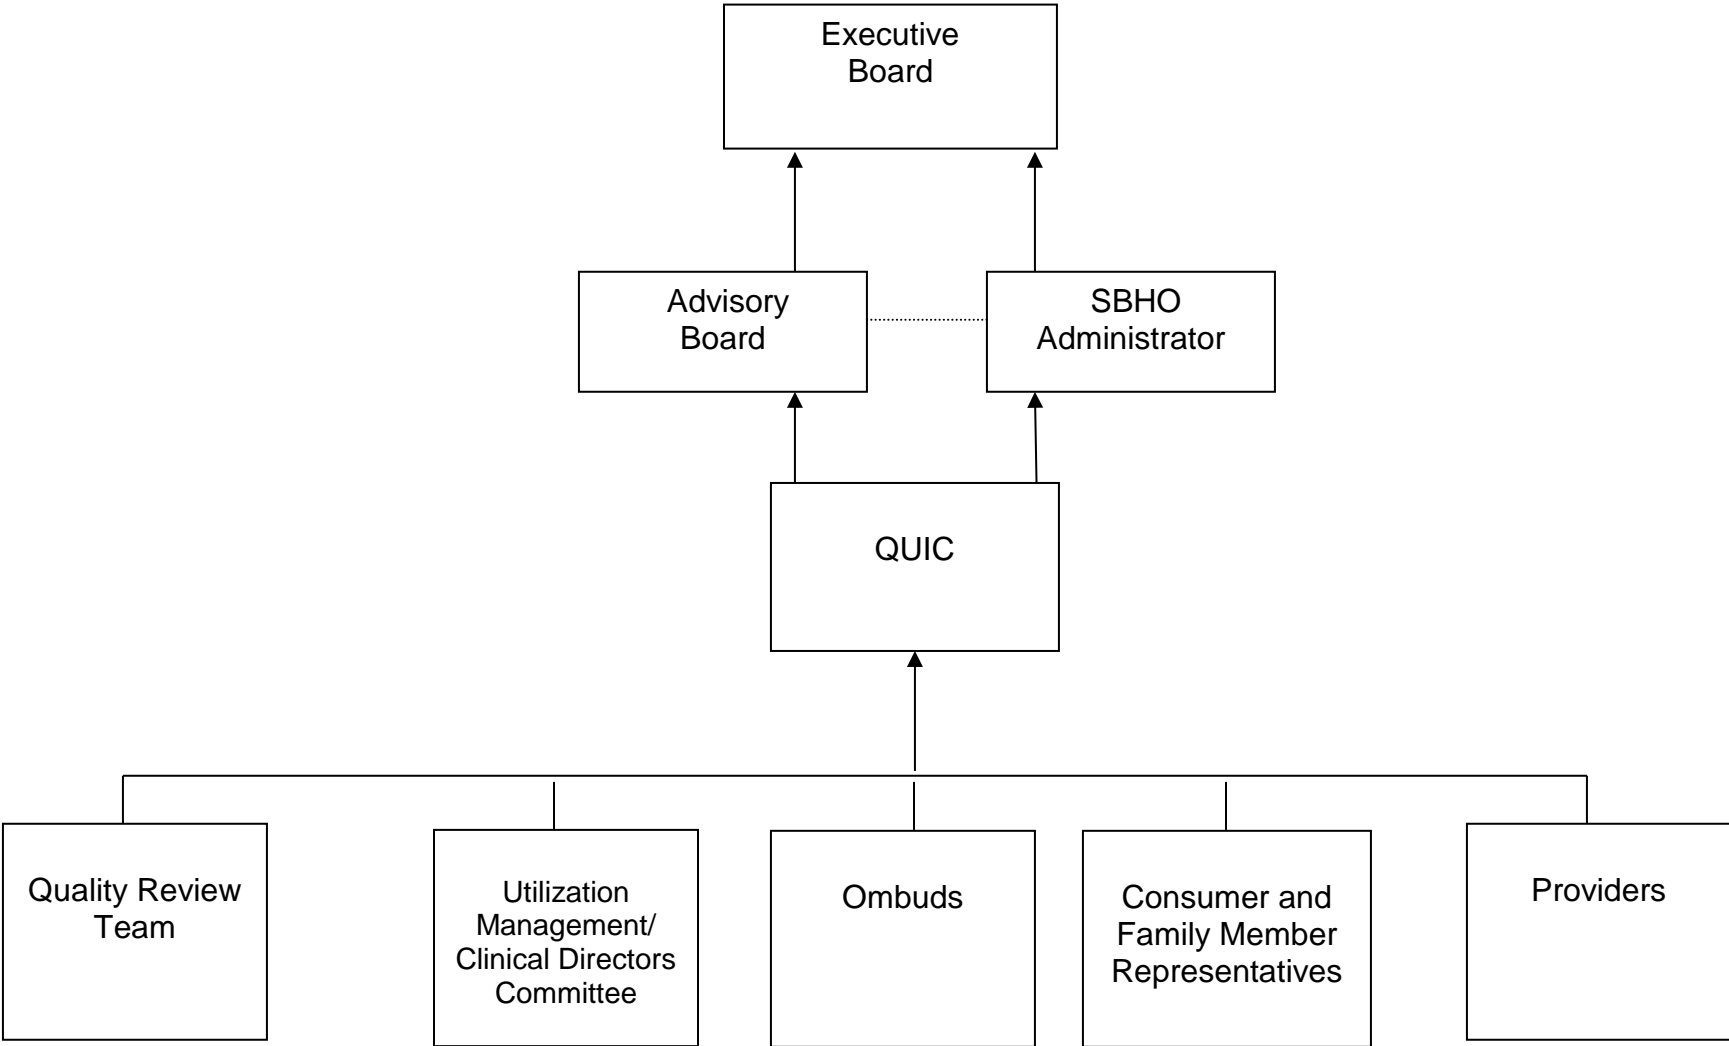 Executive
Board
Advisory
Board
SBHO
Administrator
QUIC
Quality Review
Team
Utilization
Management/
Clinical Directors
Committee
Ombuds
Consumer and
Family Member
Representatives
Providers